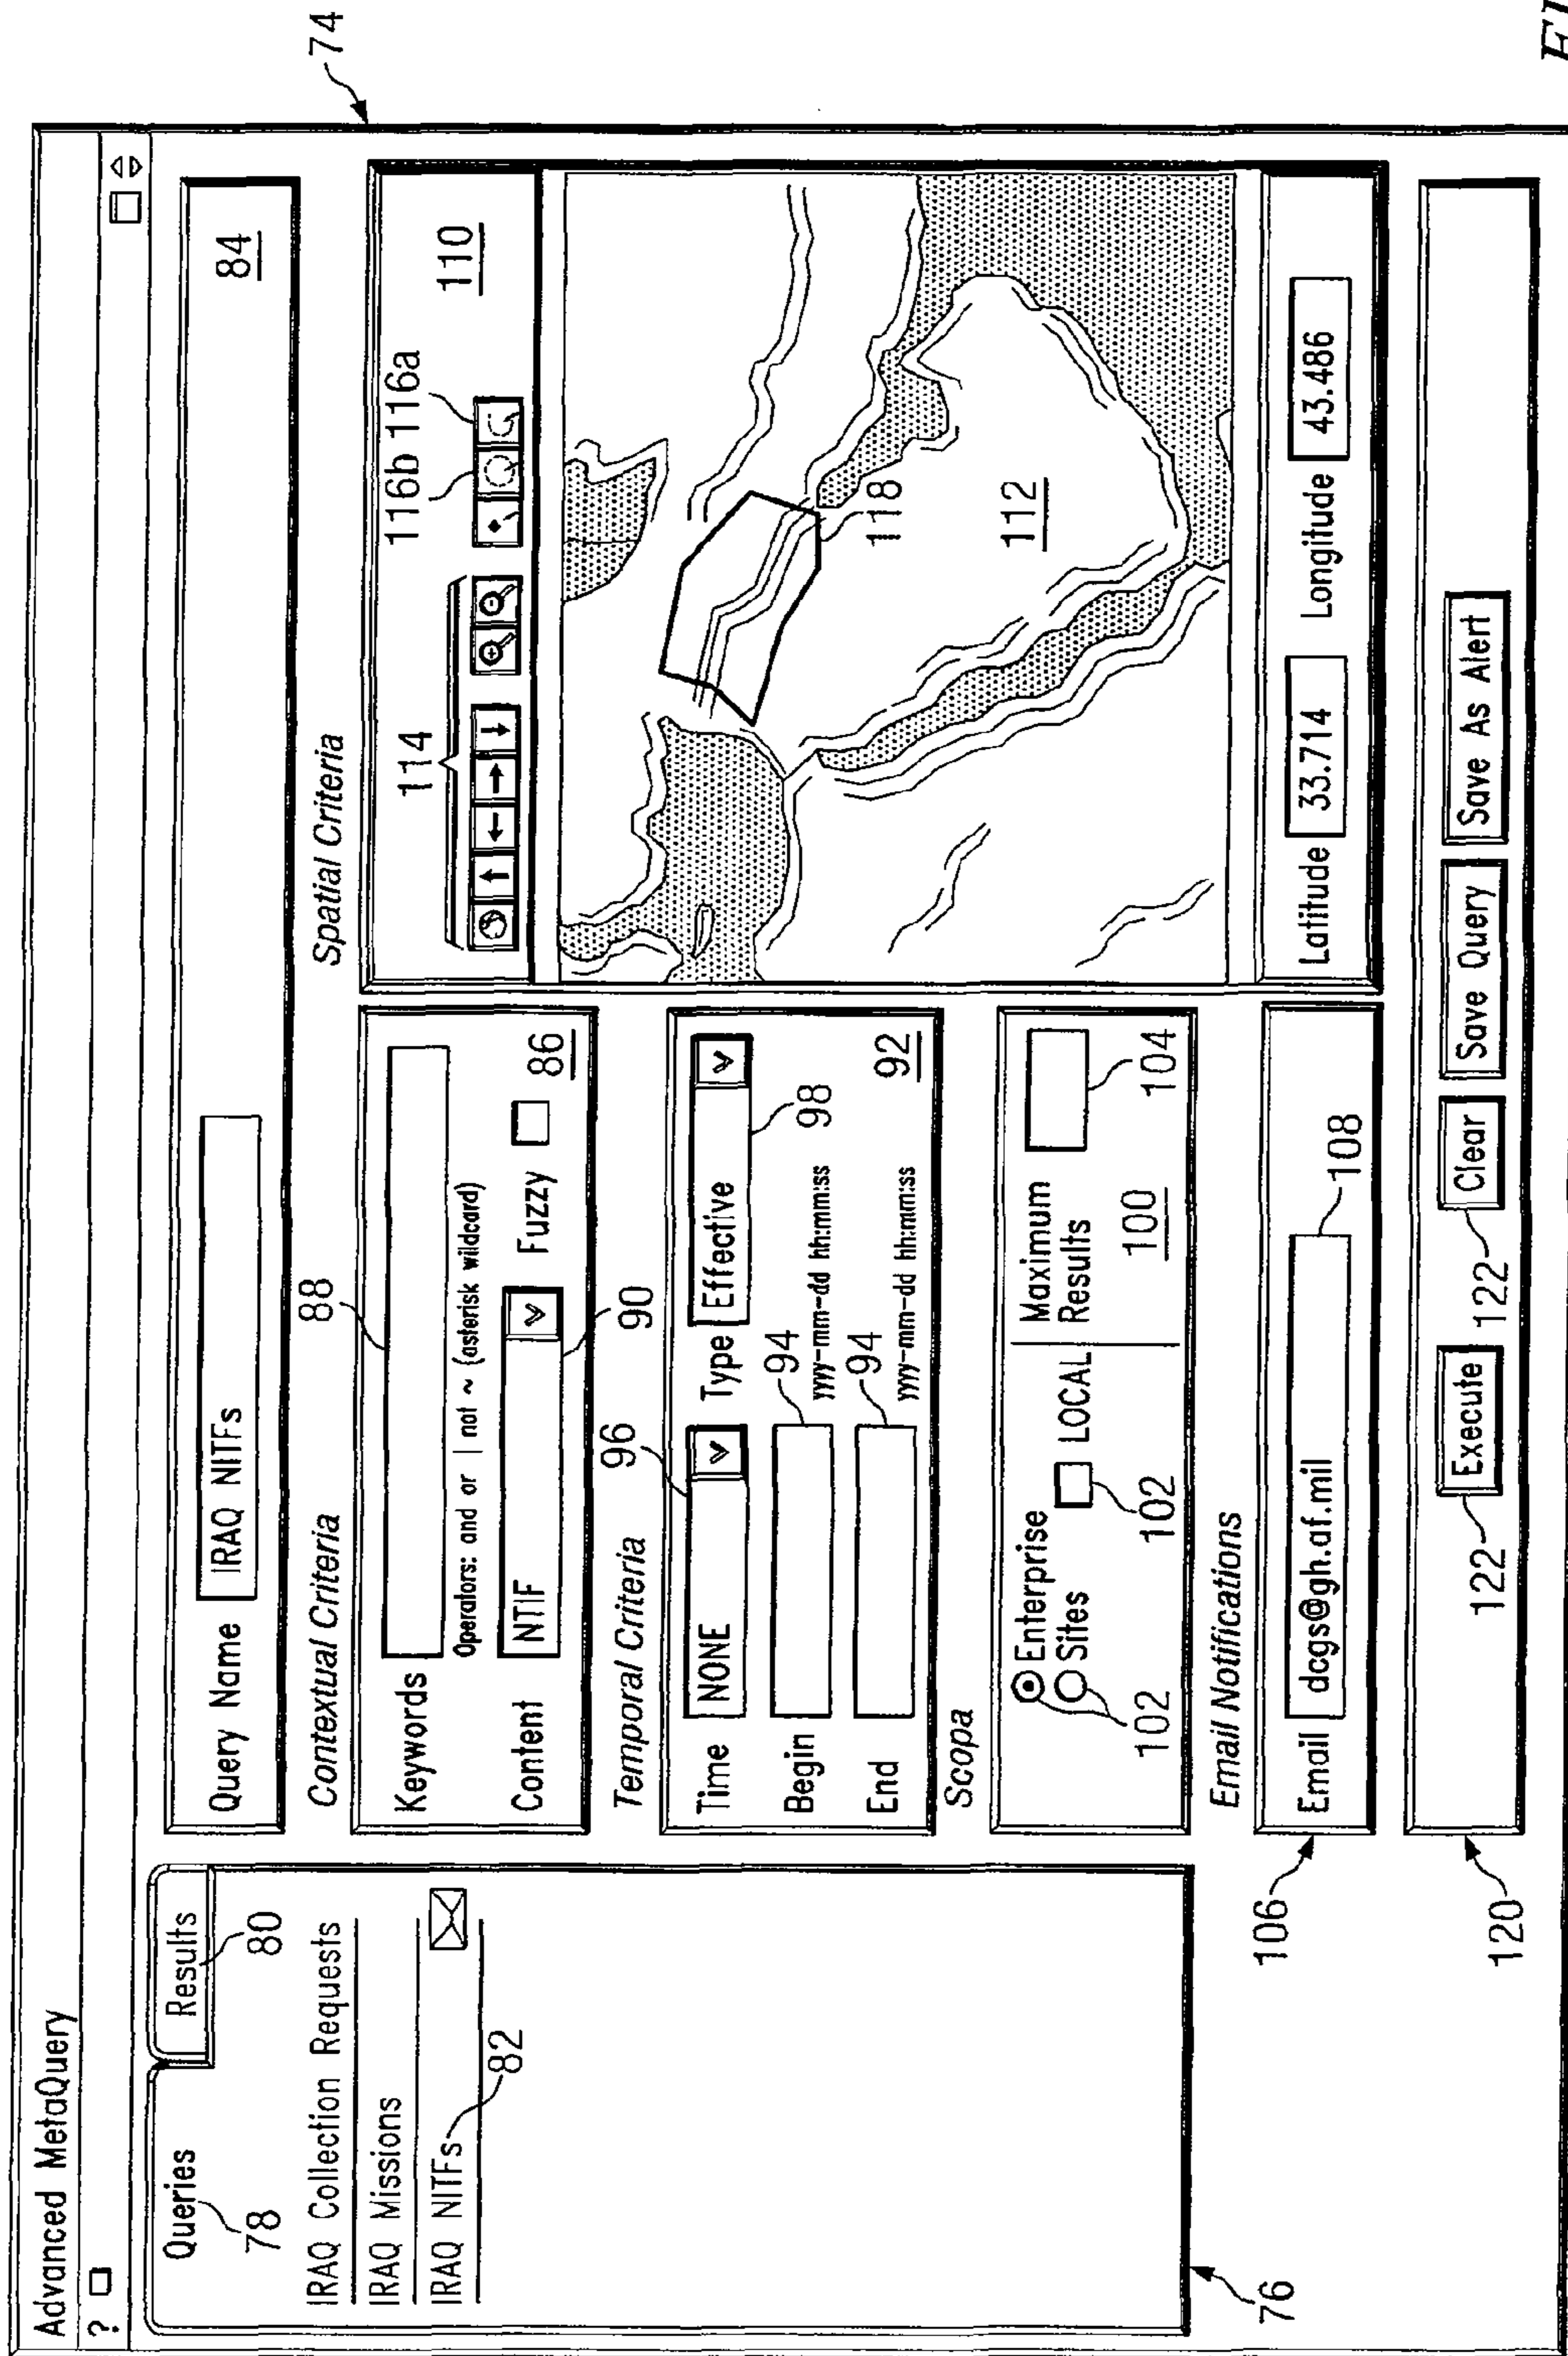 Advanced MetaQuery
?
74
Queries
78
Results
80
IRAQ Collection Requests
IRAQ Missions
IRAQ NITFs
82
76
Query Name
IRAQ NITFs
84
Contextual Criteria
88
Keywords
Operators: and or | not ~ (asterisk wildcard)
Content
NTIF
Fuzzy
86
90
Temporal Criteria
96
Time
NONE
Type
Effective
98
Begin
94
yyyy-mm-dd hh:mm:ss
End
94
yyyy-mm-dd hh:mm:ss
92
Scopa
Enterprise
Sites
LOCAL
Maximum
Results
102
102
100
104
Email Notifications
106
Email
dcgs@gh.af.mil
108
Spatial Criteria
114
116b 116a
110
118
112
Latitude 33.714 Longitude 43.486
120
Execute
Clear
Save Query
Save As Alert
122
122